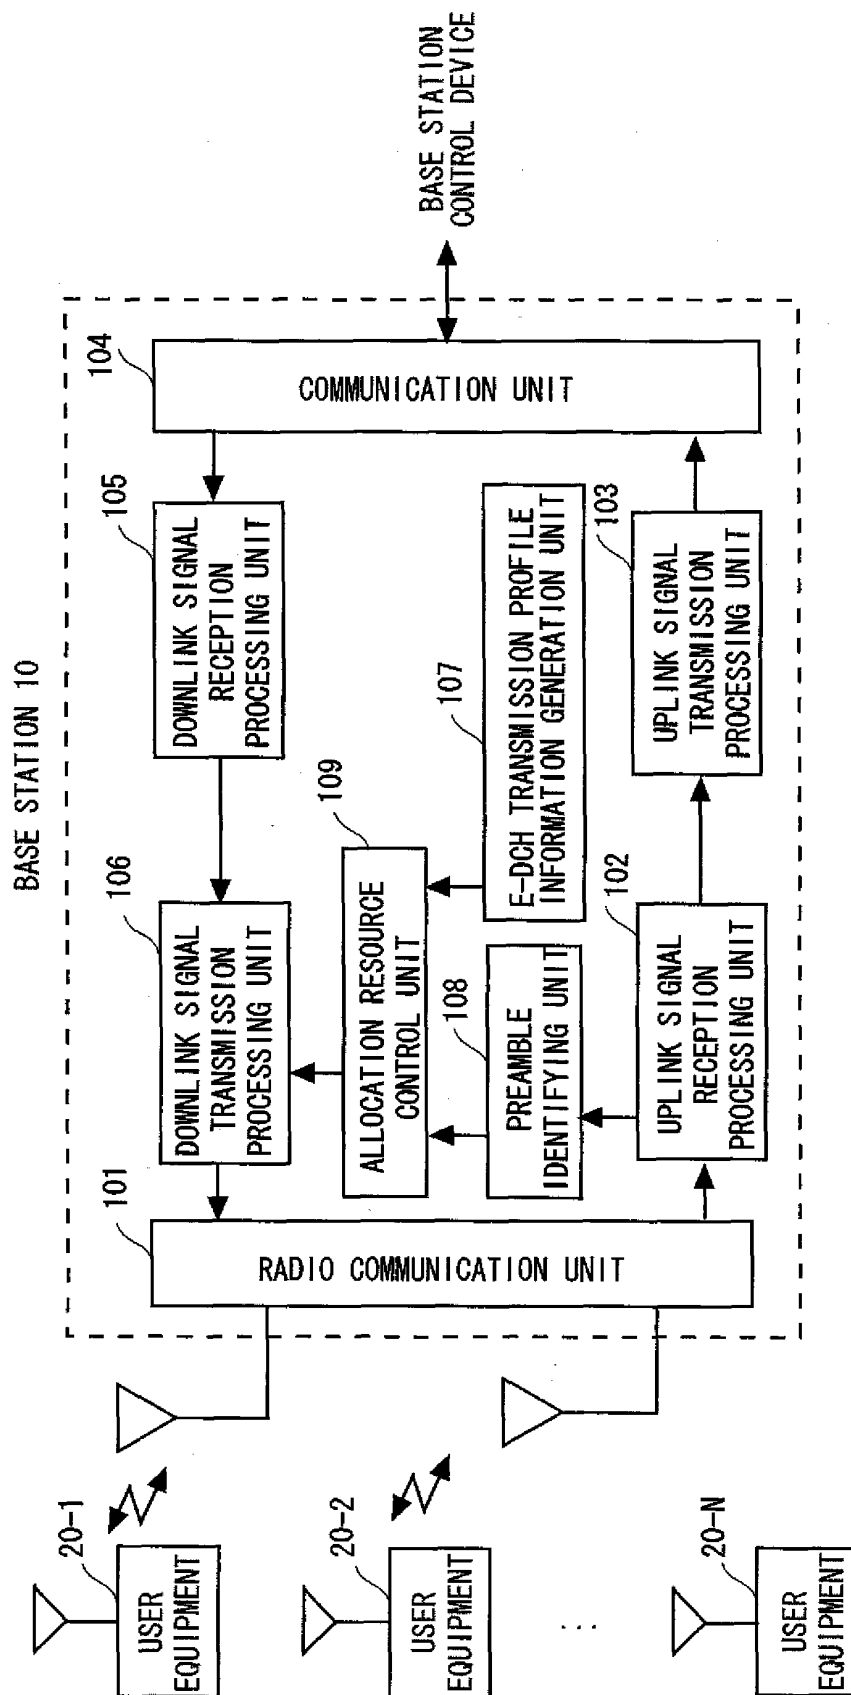 BASE STATION 10
USER
EQUIPMENT
20-1
USER
EQUIPMENT
20-2
...
USER
EQUIPMENT
20-N
101
RADIO COMMUNICATION UNIT
106
DOWNLINK SIGNAL
TRANSMISSION
PROCESSING UNIT
105
DOWNLINK SIGNAL
RECEPTION
PROCESSING UNIT
109
ALLOCATION RESOURCE
CONTROL UNIT
108
PREAMBLE
IDENTIFYING UNIT
107
E-DCH TRANSMISSION PROFILE
INFORMATION GENERATION UNIT
102
UPLINK SIGNAL
RECEPTION
PROCESSING UNIT
103
UPLINK SIGNAL
TRANSMISSION
PROCESSING UNIT
104
COMMUNICATION UNIT
BASE STATION
CONTROL DEVICE